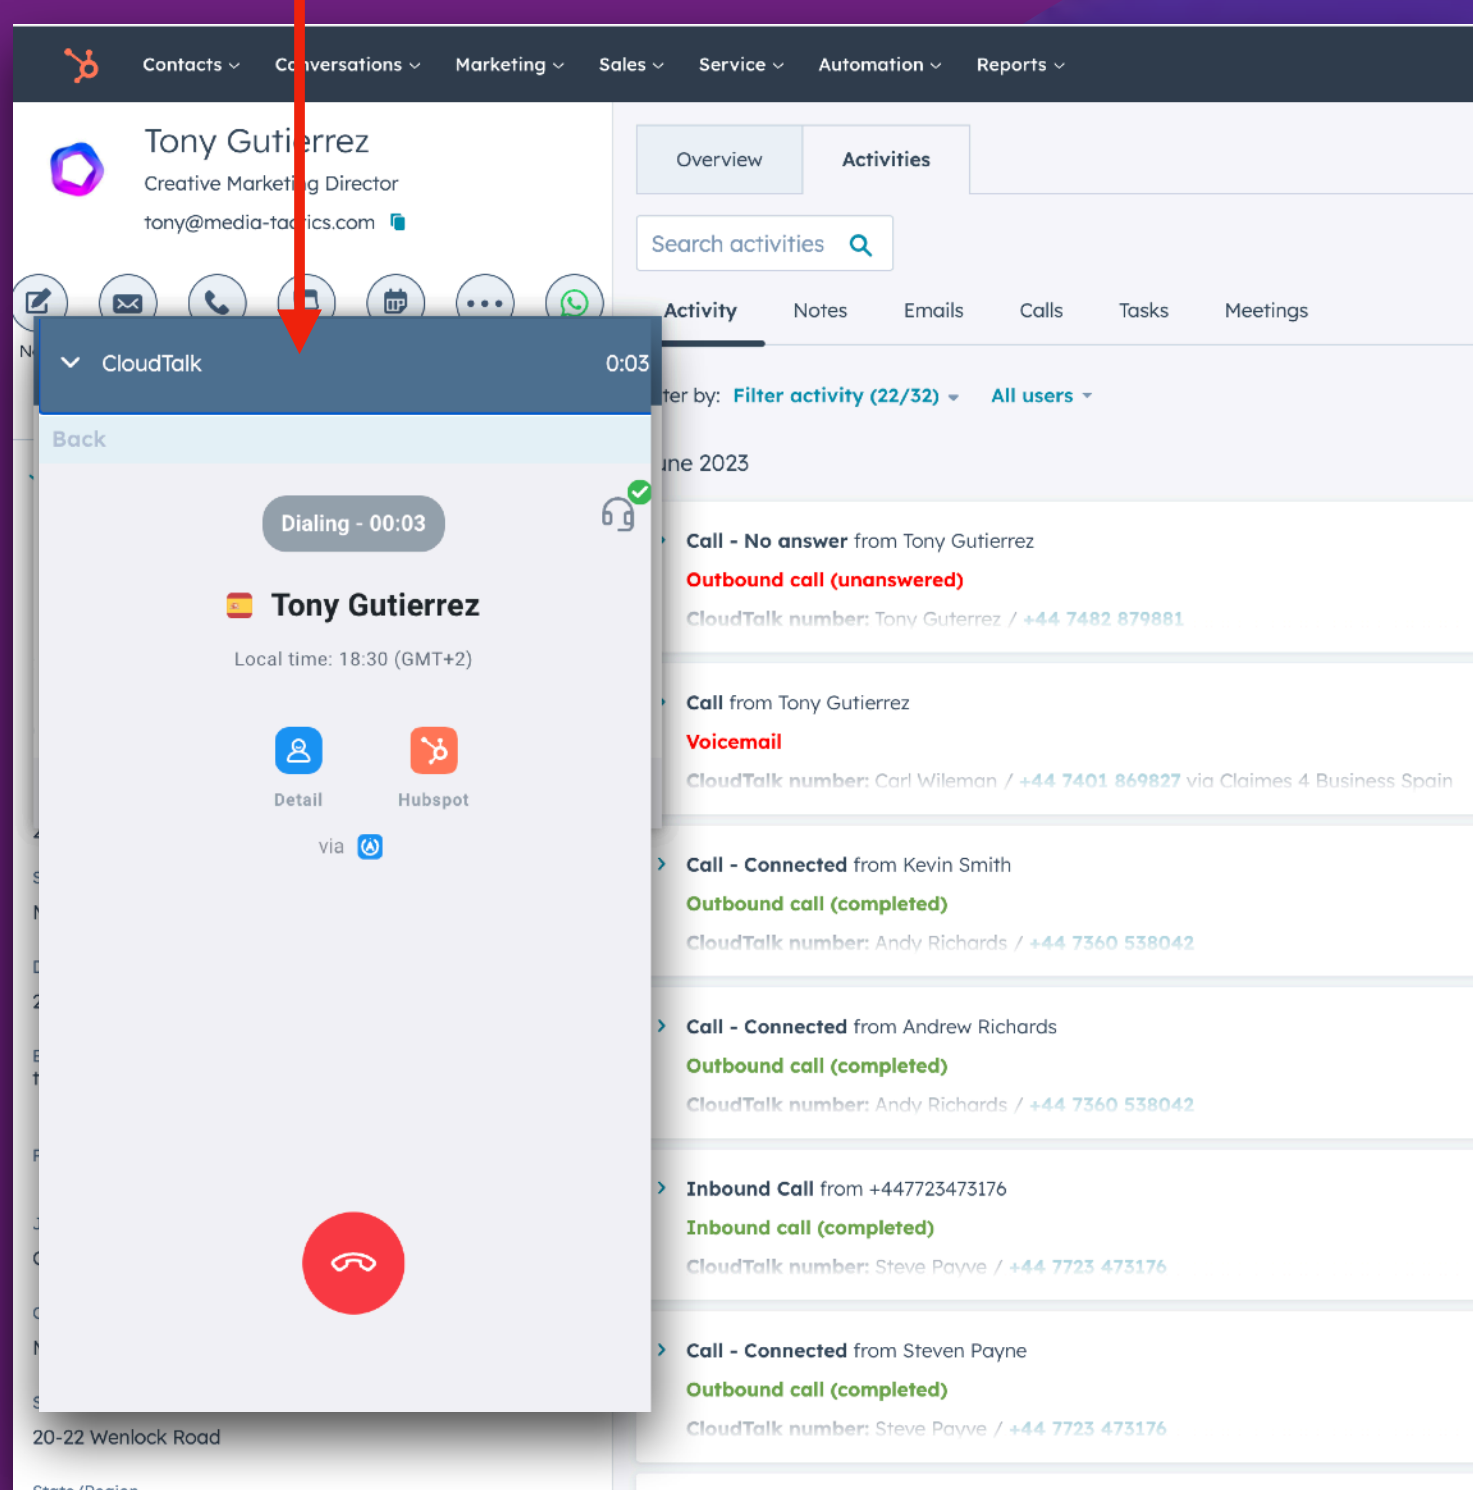 Contacts Conversations Marketing Sales Service Automation Reports
Tony Gutierrez
Creative Marketing Director
tony@media-tactics.com
CloudTalk 0:03
Back
Dialing - 00:03
Tony Gutierrez
Local time: 18:30 (GMT+2)
Detail Hubspot
via
20-22 Wenlock Road
State/Region
Overview Activities
Search activities
Activity Notes Emails Calls Tasks Meetings
by: Filter activity (22/32) All users
2023
Call - No answer from Tony Gutierrez
Outbound call (unanswered)
CloudTalk number: Tony Guterrez / +44 7482 879881
Call from Tony Gutierrez
Voicemail
CloudTalk number: Carl Wileman / +44 7401 869827 via Claimes 4 Business Spain
Call - Connected from Kevin Smith
Outbound call (completed)
CloudTalk number: Andy Richards / +44 7360 538042
Call - Connected from Andrew Richards
Outbound call (completed)
CloudTalk number: Andy Richards / +44 7360 538042
Inbound Call from +447723473176
Inbound call (completed)
CloudTalk number: Steve Payve / +44 7723 473176
Call - Connected from Steven Payne
Outbound call (completed)
CloudTalk number: Steve Payve / +44 7723 473176